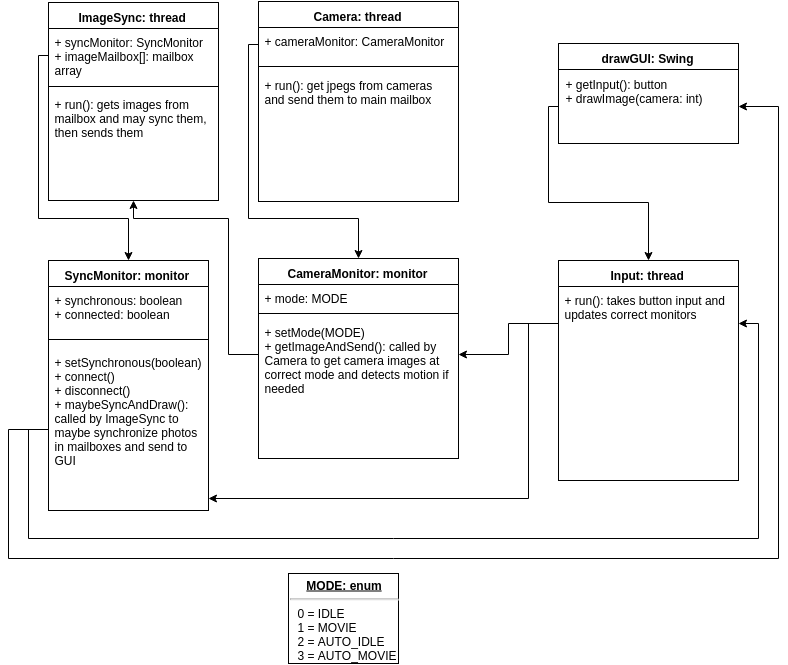 ImageSync: thread
+ syncMonitor: SyncMonitor
+ imageMailbox[]: mailbox
array
+ run(): gets images from
mailbox and may sync them,
then sends them
Camera: thread
+ cameraMonitor: CameraMonitor
+ run(): get jpegs from cameras
and send them to main mailbox
drawGUI: Swing
+ getInput(): button
+ drawImage(camera: int)
SyncMonitor: monitor
+ synchronous: boolean
+ connected: boolean
+ setSynchronous(boolean)
+ connect()
+ disconnect()
+ maybeSyncAndDraw():
called by ImageSync to
maybe synchronize photos
in mailboxes and send to
GUI
CameraMonitor: monitor
+ mode: MODE
+ setMode(MODE)
+ getImageAndSend(): called by
Camera to get camera images at
correct mode and detects motion if
needed
Input: thread
+ run(): takes button input and
updates correct monitors
MODE: enum
0 = IDLE
1 = MOVIE
2 = AUTO_IDLE
3 = AUTO_MOVIE